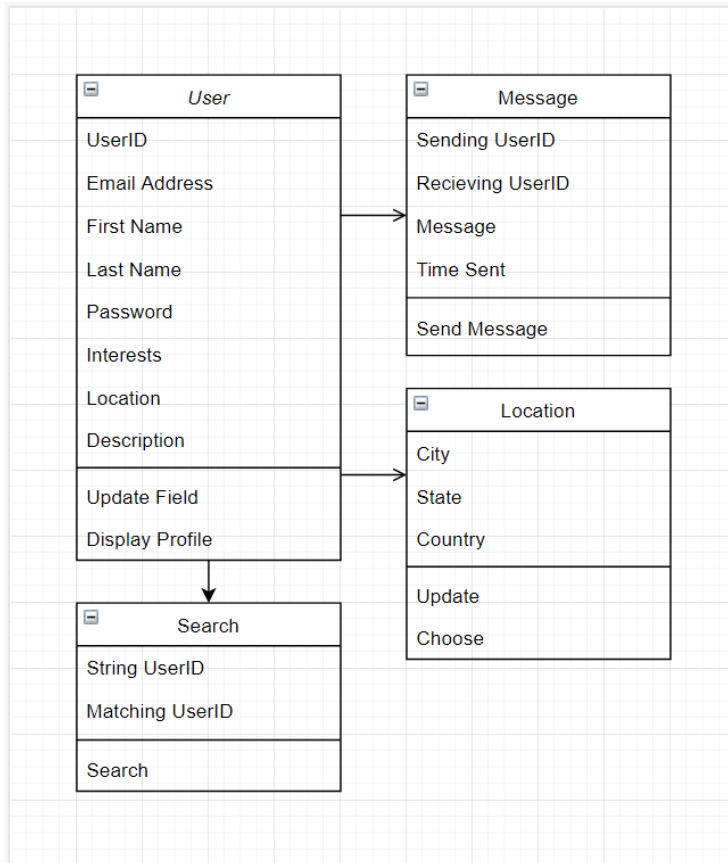 User
UserID
Email Address
First Name
Last Name
Password
Interests
Location
Description
Update Field
Display Profile
Message
Sending UserID
Recieving UserID
Message
Time Sent
Send Message
Location
City
State
Country
Update
Choose
Search
String UserID
Matching UserID
Search